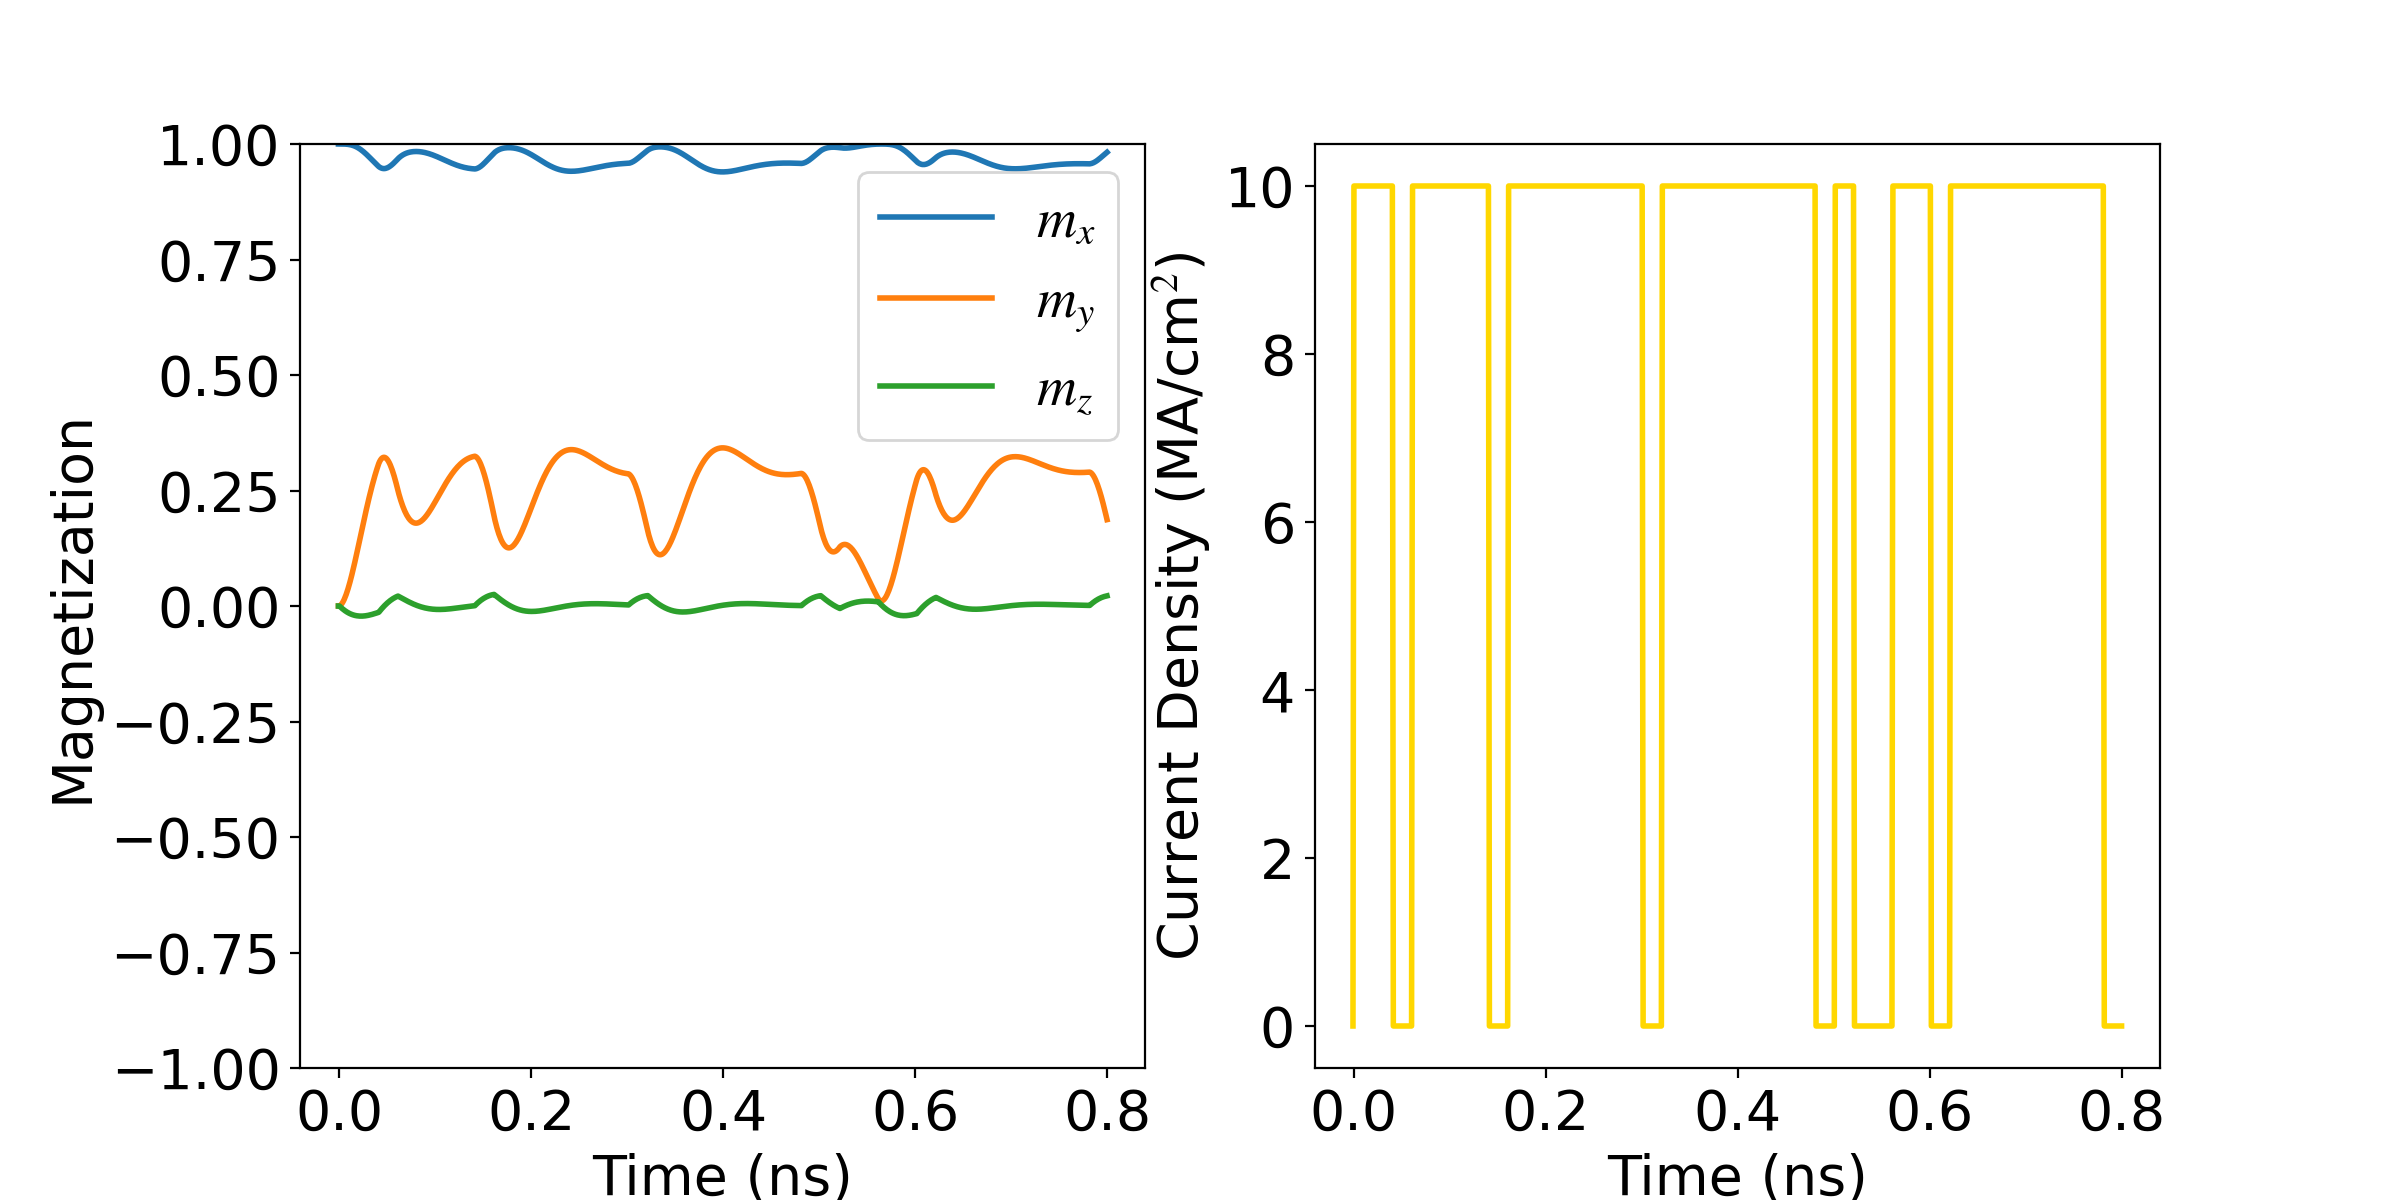 Magnetization
1.00
0.75
0.50
0.25
0.00
−0.25
−0.50
−0.75
−1.00
0.0 0.2 0.4 0.6 0.8
Time (ns)
m_x
m_y
m_z
Current Density (MA/cm²)
10
8
6
4
2
0
0.0 0.2 0.4 0.6 0.8
Time (ns)